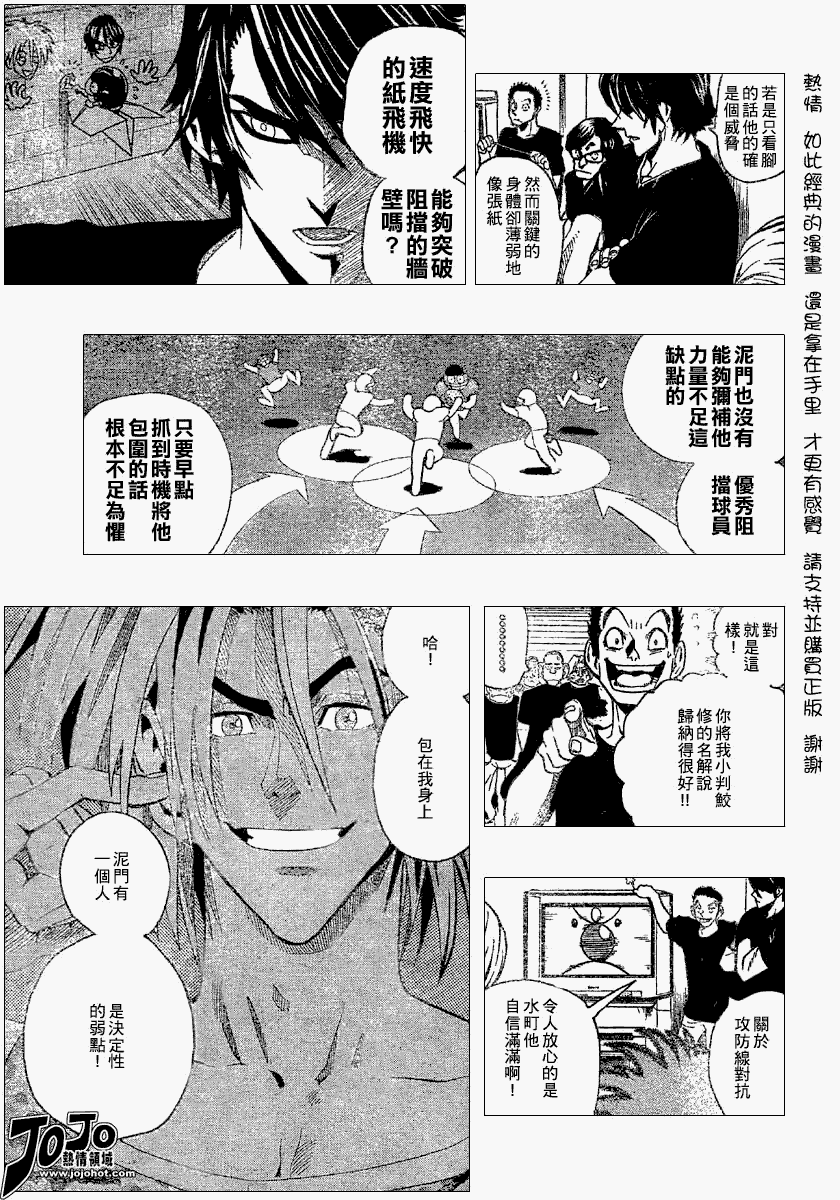 若是只看腳
的話他的確
是個威脅
然而關鍵的
身體卻薄弱地
像張紙
速度飛快
的紙飛機
能夠突破
阻擋的牆
壁嗎？
泥門也沒有
能夠彌補他
力量不足這
缺點的
優秀阻
擋球員
只要早點
抓到時機將他
包圍的話
根本不足為懼
對
就是這
樣！
你將我小判鮫
修的名解說
歸納得很好!!
………
關於
攻防線對抗
令人放心的是
水町他
自信滿滿啊！
哈！
包在我身上
泥門有
一個人
是決定性
的弱點！
熱情 如此經典的漫畫 還是拿在手里 才更有感覺 請支持並購買正版 謝謝
JOJO
熱情領域
www.jojohot.com